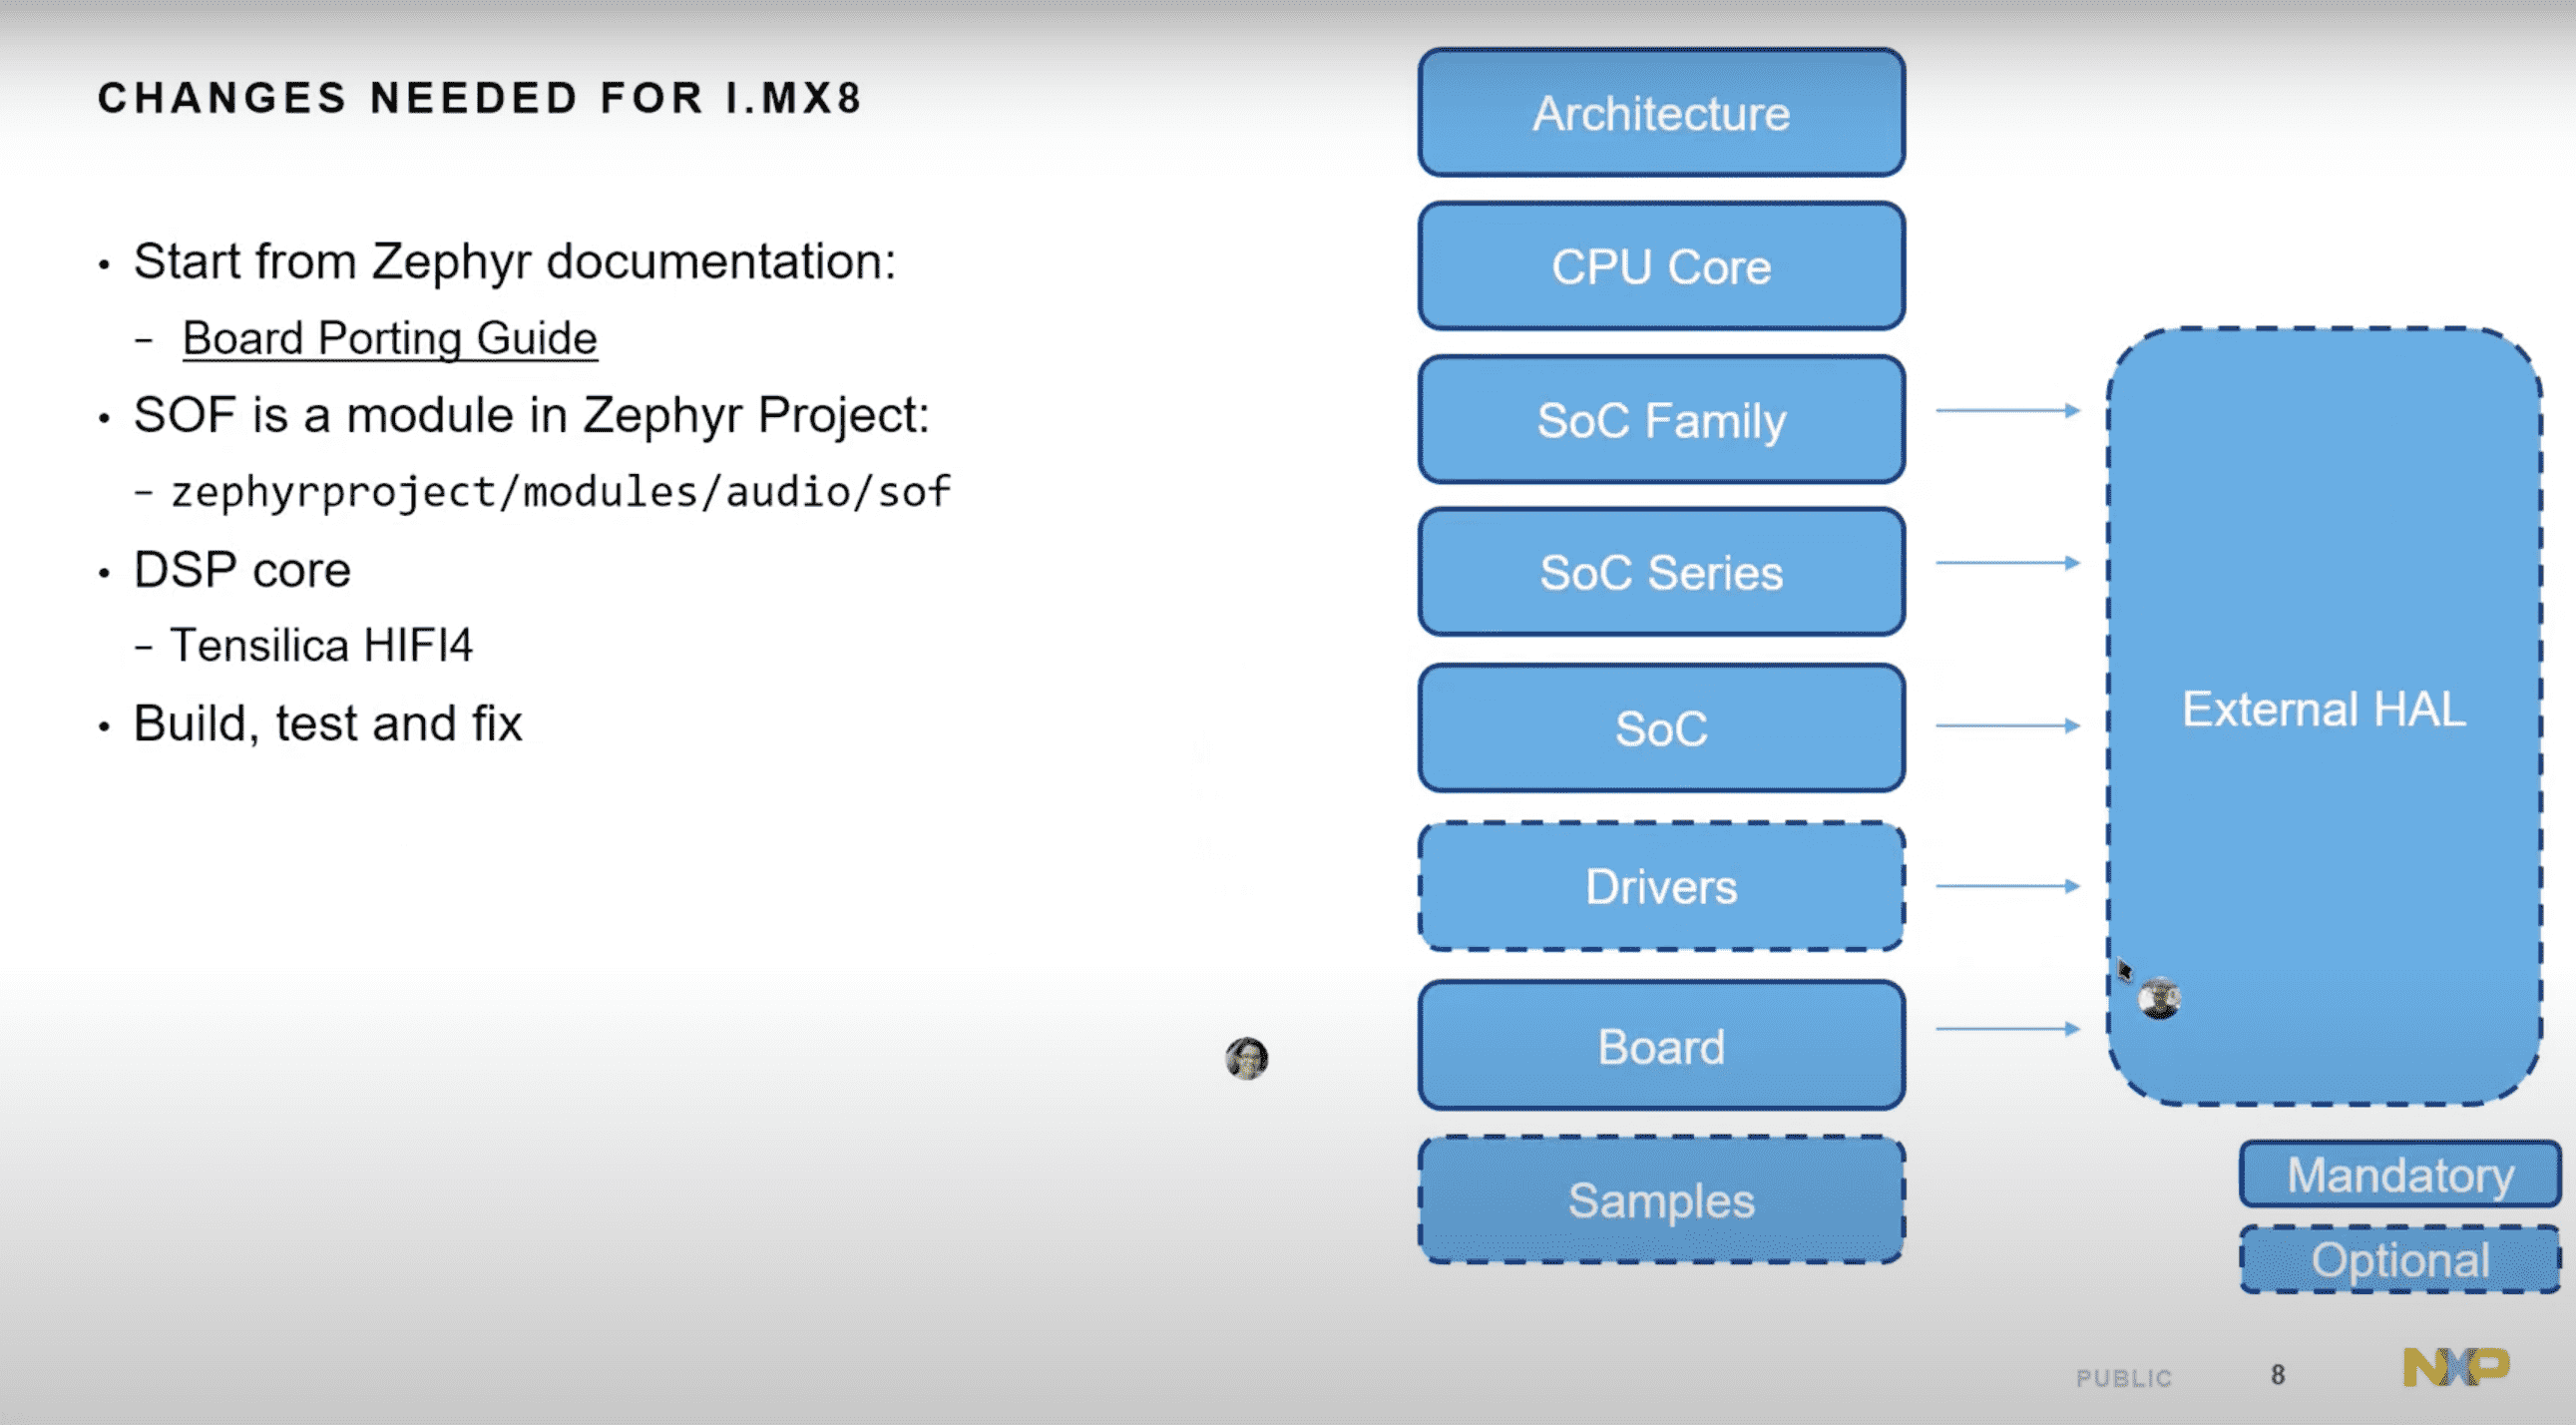 CHANGES NEEDED FOR I.MX8
• Start from Zephyr documentation:
– Board Porting Guide
• SOF is a module in Zephyr Project:
– zephyrproject/modules/audio/sof
• DSP core
– Tensilica HIFI4
• Build, test and fix
Architecture
CPU Core
SoC Family
SoC Series
SoC
Drivers
Board
Samples
External HAL
Mandatory
Optional
PUBLIC
8
NXP